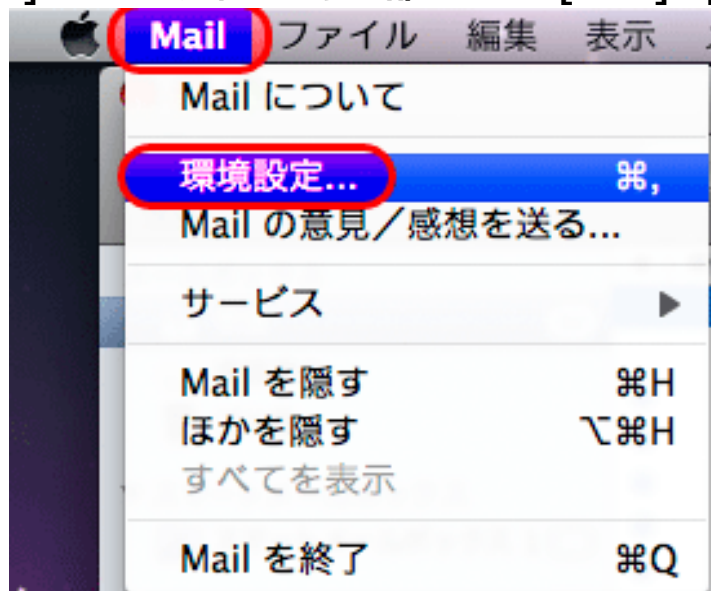 Mail ファイル 編集 表示
Mail について
環境設定... ⌘,
Mail の意見／感想を送る...
サービス ▶
Mail を隠す ⌘H
ほかを隠す ⌥⌘H
すべてを表示
Mail を終了 ⌘Q